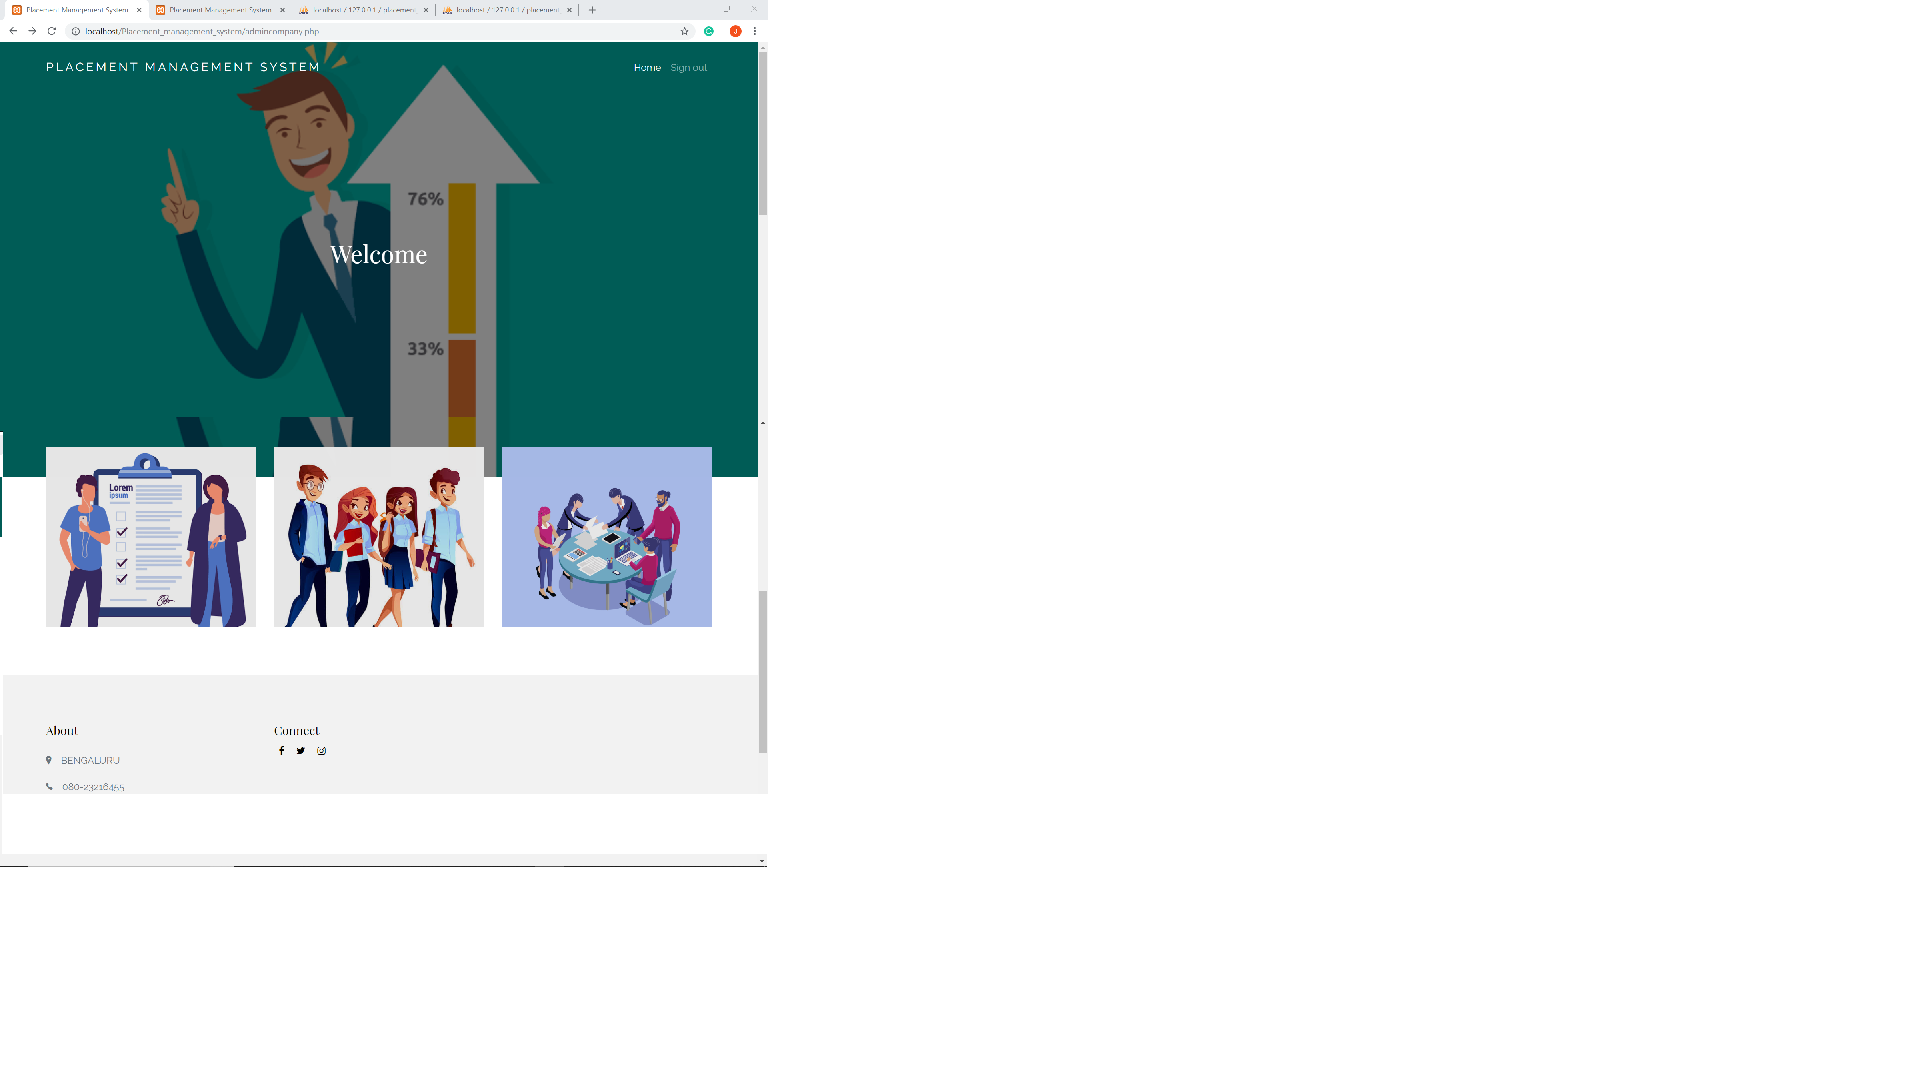 Placement Management System
Placement Management System
localhost / 127.0.0.1 / placement
localhost / 127.0.0.1 / placement
localhost/Placement_management_system/admincompany.php
J
PLACEMENT MANAGEMENT SYSTEM
Home
Sign out
76%
Welcome
33%
Lorem
ipsum
About
Connect
BENGALURU
080-23216455